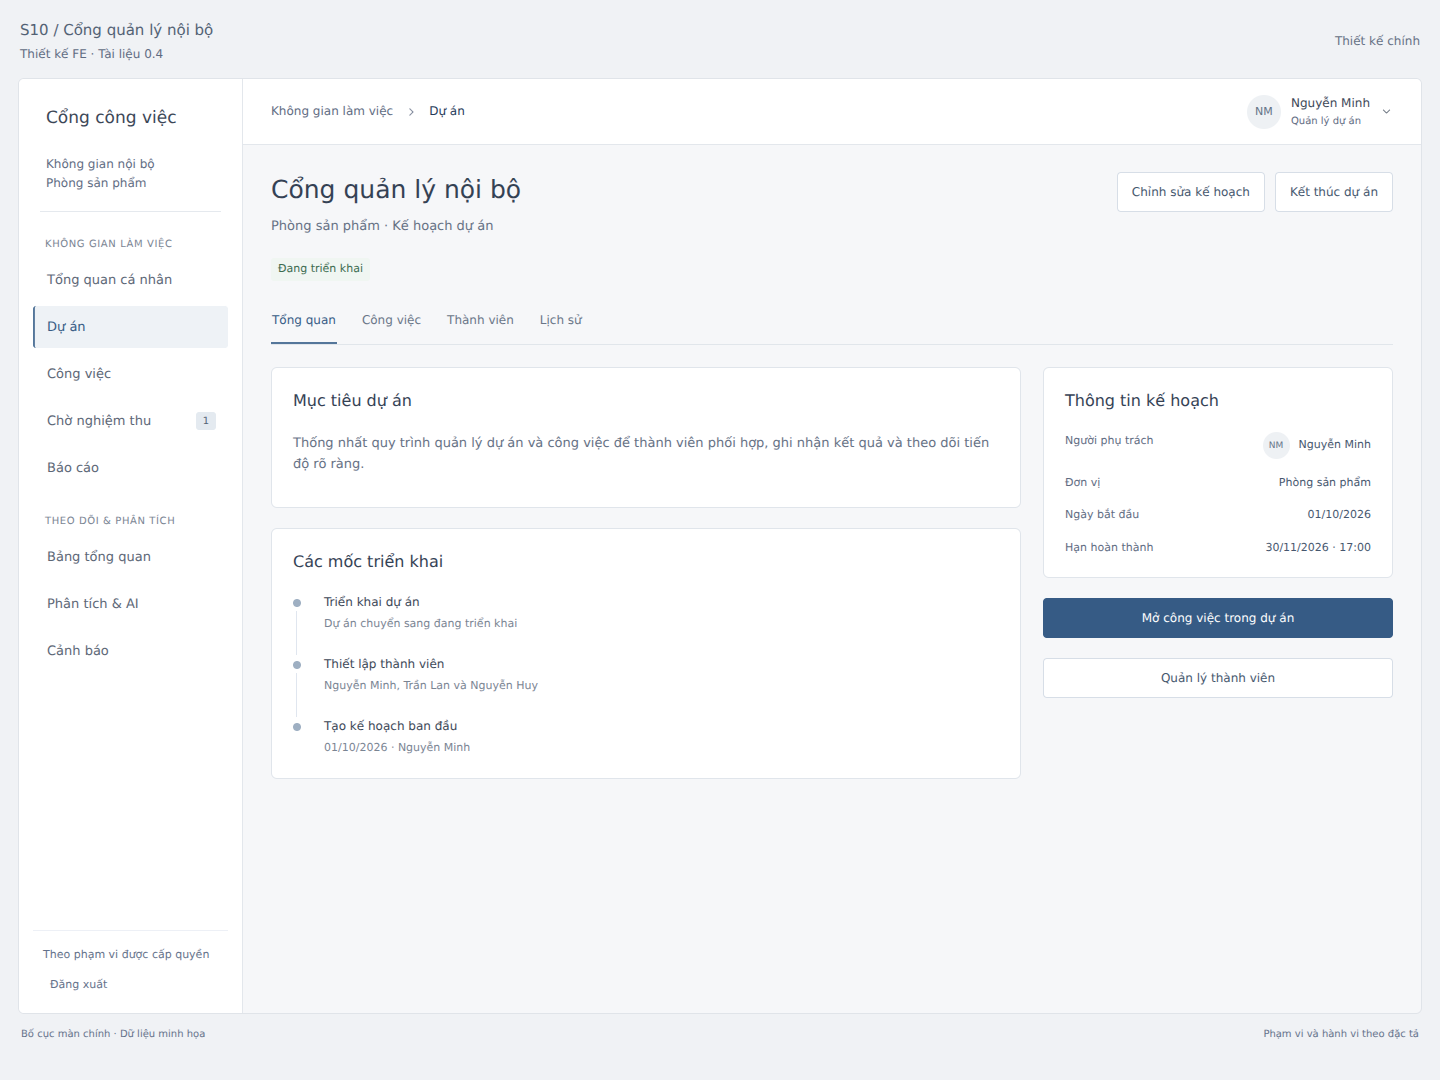 S10 / Cổng quản lý nội bộ
Thiết kế FE · Tài liệu 0.4
Thiết kế chính
Cổng công việc
Không gian nội bộ
Phòng sản phẩm
KHÔNG GIAN LÀM VIỆC
Tổng quan cá nhân
Dự án
Công việc
Chờ nghiệm thu 1
Báo cáo
THEO DÕI & PHÂN TÍCH
Bảng tổng quan
Phân tích & AI
Cảnh báo
Theo phạm vi được cấp quyền
Đăng xuất
Không gian làm việc > Dự án
NM Nguyễn Minh
Quản lý dự án
Cổng quản lý nội bộ
Phòng sản phẩm · Kế hoạch dự án
Chỉnh sửa kế hoạch Kết thúc dự án
Đang triển khai
Tổng quan Công việc Thành viên Lịch sử
Mục tiêu dự án
Thống nhất quy trình quản lý dự án và công việc để thành viên phối hợp, ghi nhận kết quả và theo dõi tiến
độ rõ ràng.
Các mốc triển khai
Triển khai dự án
Dự án chuyển sang đang triển khai
Thiết lập thành viên
Nguyễn Minh, Trần Lan và Nguyễn Huy
Tạo kế hoạch ban đầu
01/10/2026 · Nguyễn Minh
Thông tin kế hoạch
Người phụ trách NM Nguyễn Minh
Đơn vị Phòng sản phẩm
Ngày bắt đầu 01/10/2026
Hạn hoàn thành 30/11/2026 · 17:00
Mở công việc trong dự án
Quản lý thành viên
Bố cục màn chính · Dữ liệu minh họa
Phạm vi và hành vi theo đặc tả